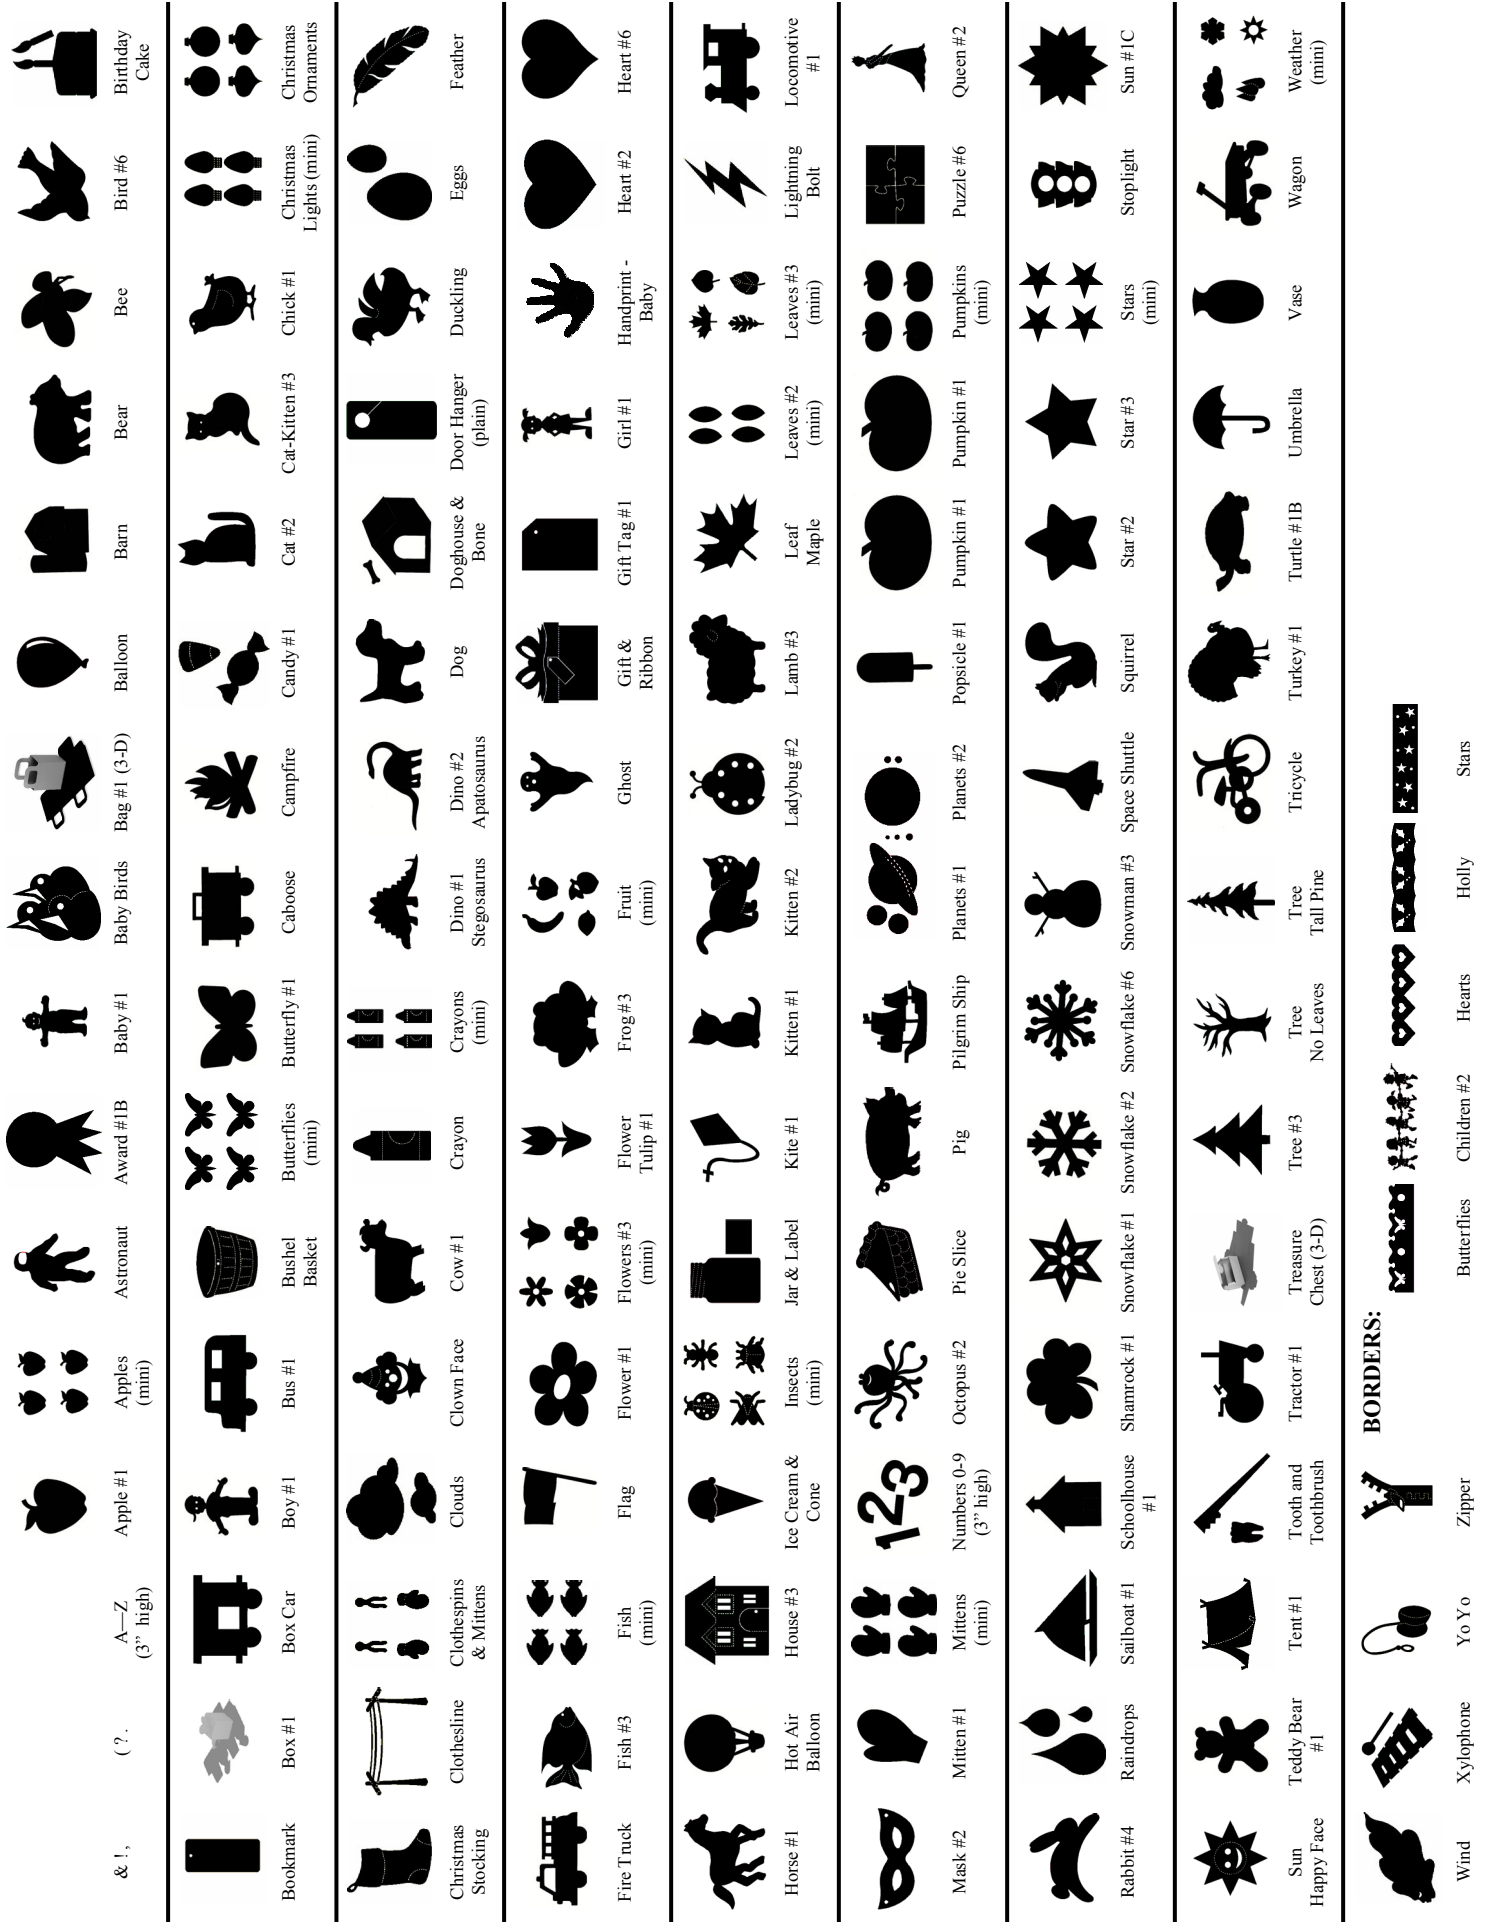 & ! ,
( ? .
A—Z
(3” high)
Apple #1
Apples
(mini)
Astronaut
Award #1B
Baby #1
Baby Birds
Bag #1 (3-D)
Balloon
Barn
Bear
Bee
Bird #6
Birthday
Cake
Bookmark
Box #1
Box Car
Boy #1
Bus #1
Bushel
Basket
Butterflies
(mini)
Butterfly #1
Caboose
Campfire
Candy #1
Cat #2
Cat-Kitten #3
Chick #1
Christmas
Lights (mini)
Christmas
Ornaments
Christmas
Stocking
Clothesline
Clothespins
& Mittens
Clouds
Clown Face
Cow #1
Crayon
Crayons
(mini)
Dino #1
Stegosaurus
Dino #2
Apatosaurus
Dog
Doghouse &
Bone
Door Hanger
(plain)
Duckling
Eggs
Feather
Fire Truck
Fish #3
Fish
(mini)
Flag
Flower #1
Flowers #3
(mini)
Flower
Tulip #1
Frog #3
Fruit
(mini)
Ghost
Gift &
Ribbon
Gift Tag #1
Girl #1
Handprint -
Baby
Heart #2
Heart #6
Horse #1
Hot Air
Balloon
House #3
Ice Cream &
Cone
Insects
(mini)
Jar & Label
Kite #1
Kitten #1
Kitten #2
Ladybug #2
Lamb #3
Leaf
Maple
Leaves #2
(mini)
Leaves #3
(mini)
Lightning
Bolt
Locomotive
#1
Mask #2
Mitten #1
Mittens
(mini)
123
Numbers 0-9
(3” high)
Octopus #2
Pie Slice
Pig
Pilgrim Ship
Planets #1
Planets #2
Popsicle #1
Pumpkin #1
Pumpkin #1
Pumpkins
(mini)
Puzzle #6
Queen #2
Rabbit #4
Raindrops
Sailboat #1
Schoolhouse
#1
Shamrock #1
Snowflake #1
Snowflake #2
Snowflake #6
Snowman #3
Space Shuttle
Squirrel
Star #2
Star #3
Stars
(mini)
Stoplight
Sun #1C
Sun
Happy Face
Teddy Bear
#1
Tent #1
Tooth and
Toothbrush
Tractor #1
Treasure
Chest (3-D)
Tree #3
Tree
No Leaves
Tree
Tall Pine
Tricycle
Turkey #1
Turtle #1B
Umbrella
Vase
Wagon
Weather
(mini)
Wind
Xylophone
Yo Yo
Zipper
BORDERS:
Butterflies
Children #2
Hearts
Holly
Stars